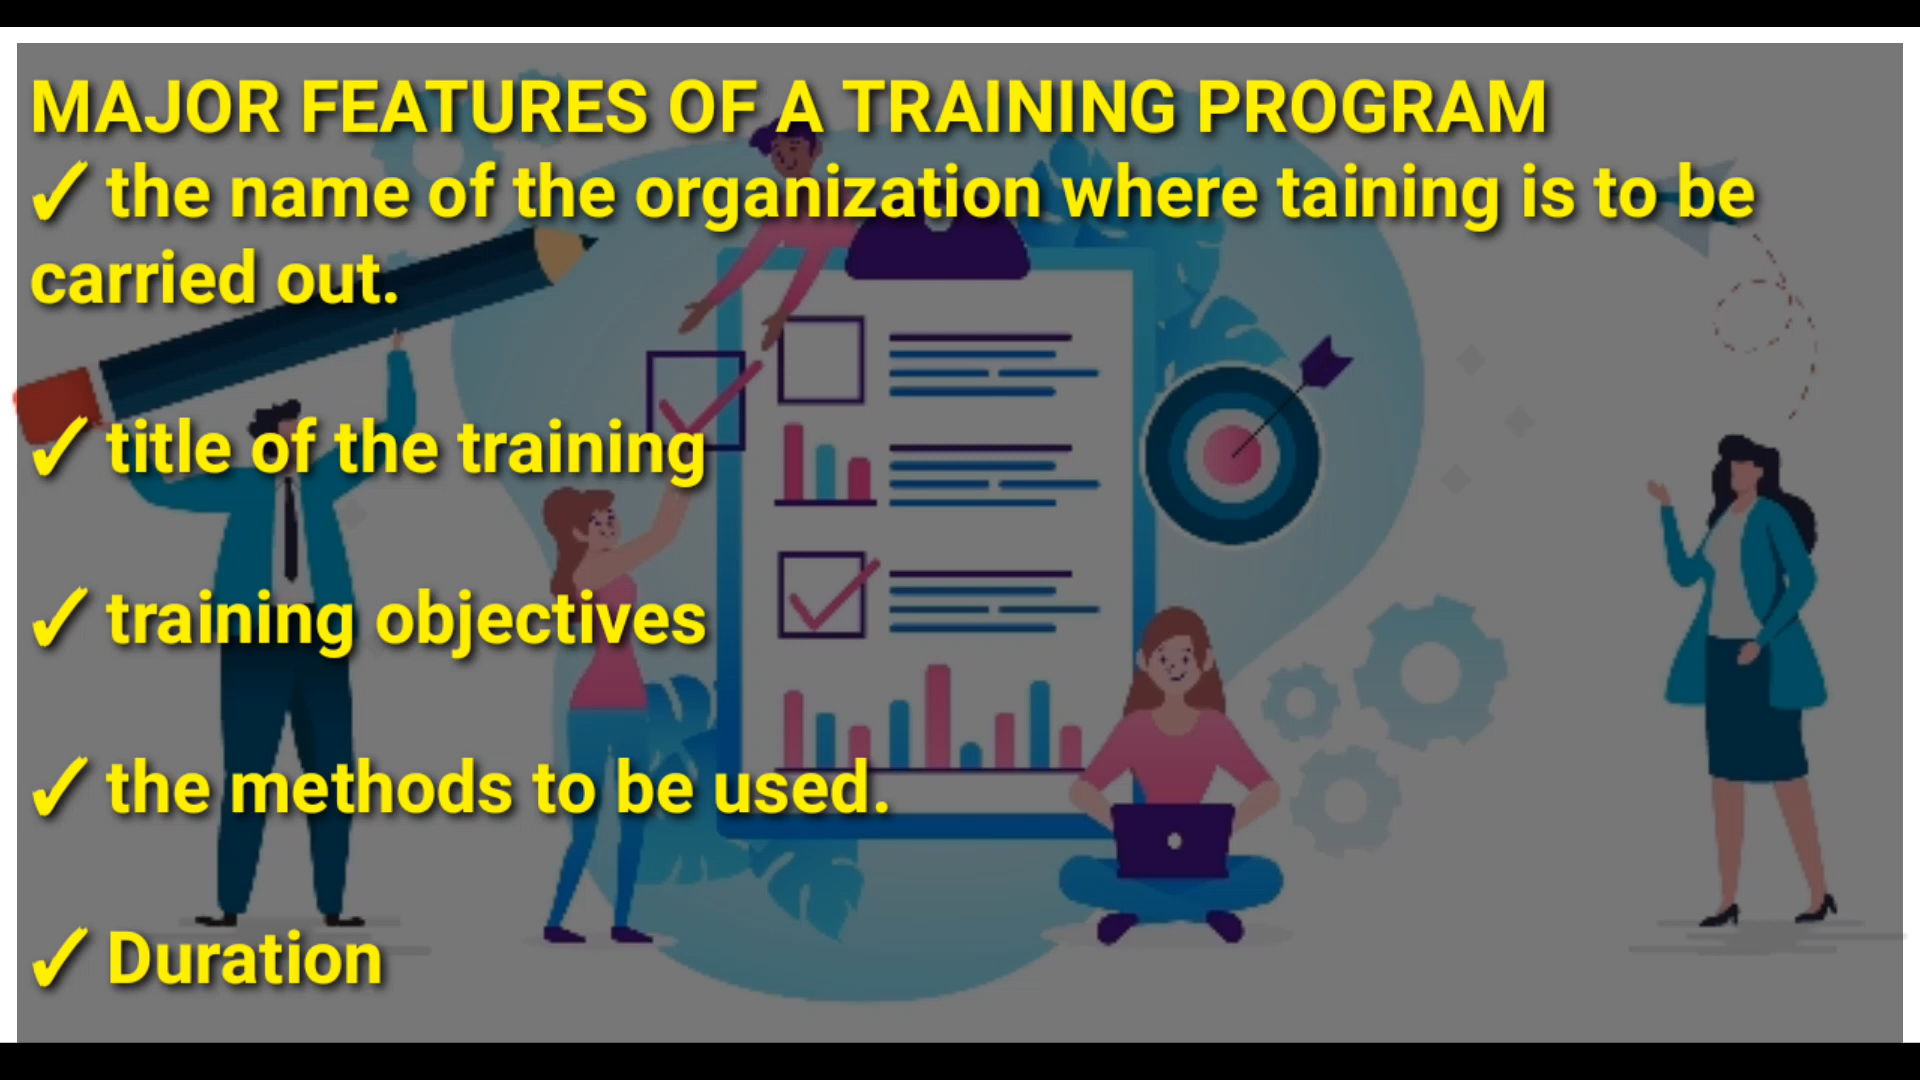 MAJOR FEATURES OF A TRAINING PROGRAM
✓ the name of the organization where taining is to be
carried out.
✓ title of the training
✓ training objectives
✓ the methods to be used.
✓ Duration